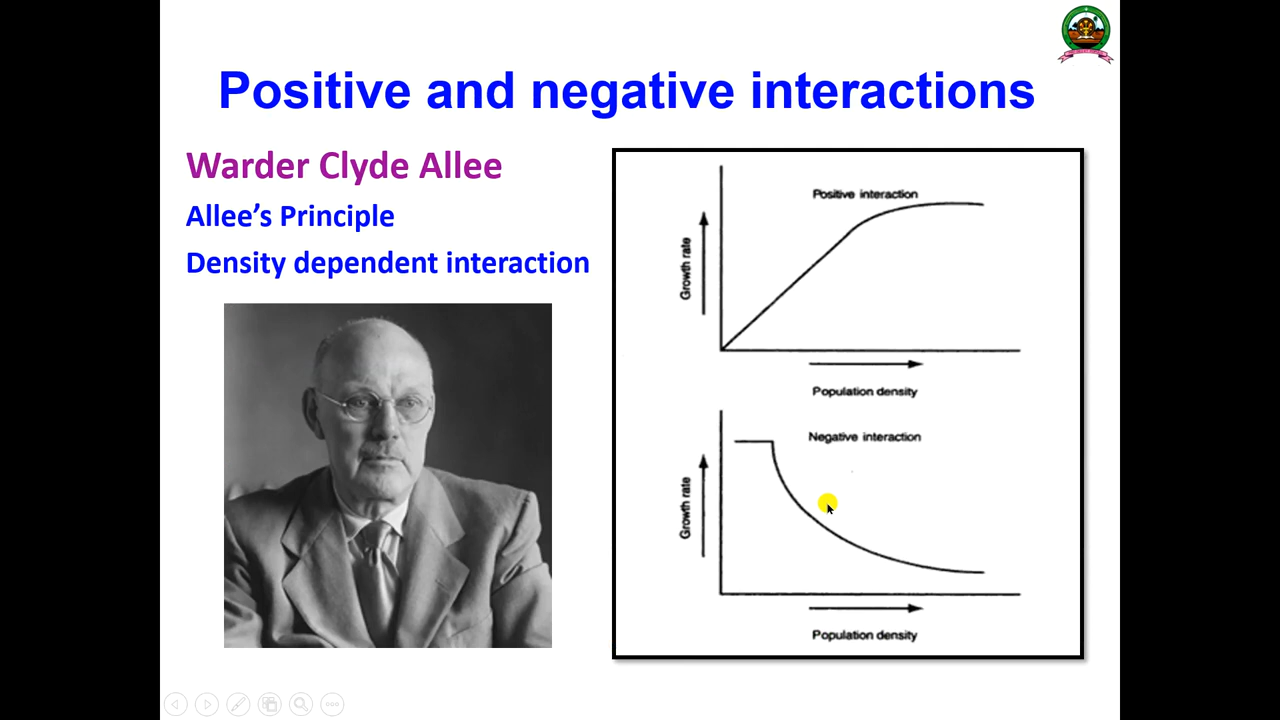 Positive and negative interactions
Warder Clyde Allee
Allee’s Principle
Density dependent interaction
Positive interaction
Growth rate
Population density
Negative interaction
Growth rate
Population density